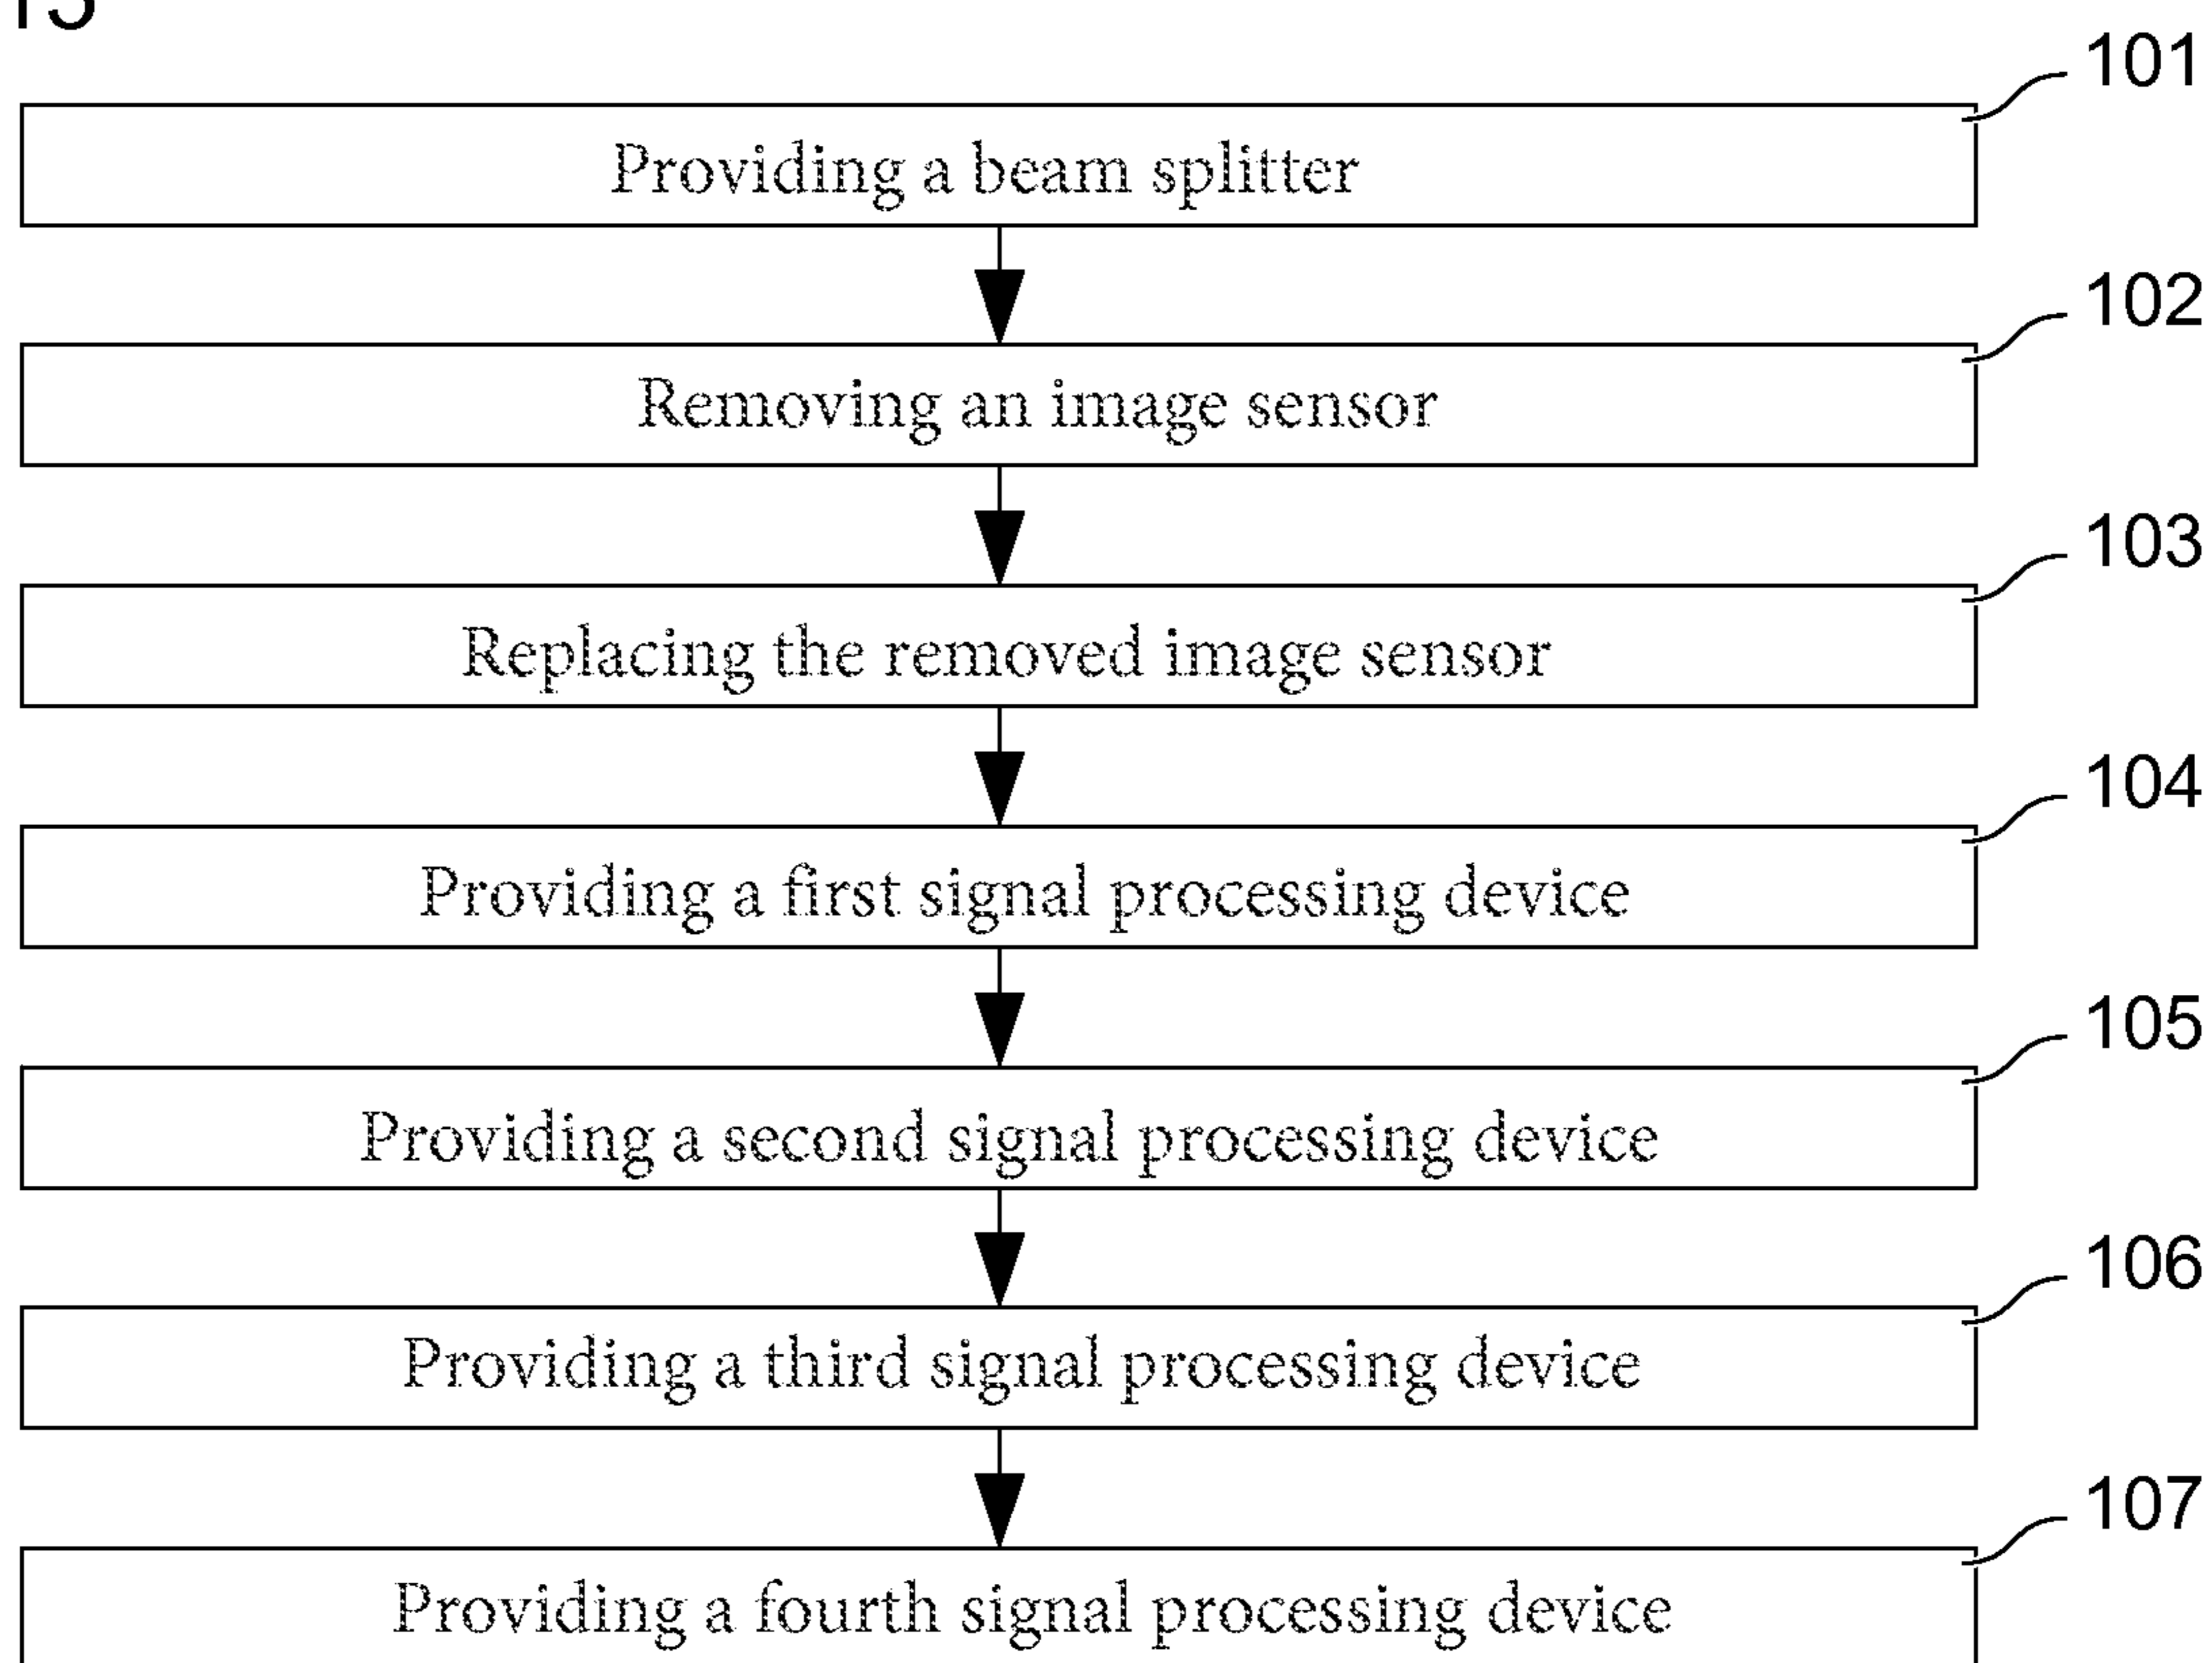 101
Providing a beam splitter
102
Removing an image sensor
103
Replacing the removed image sensor
104
Providing a first signal processing device
105
Providing a second signal processing device
106
Providing a third signal processing device
107
Providing a fourth signal processing device